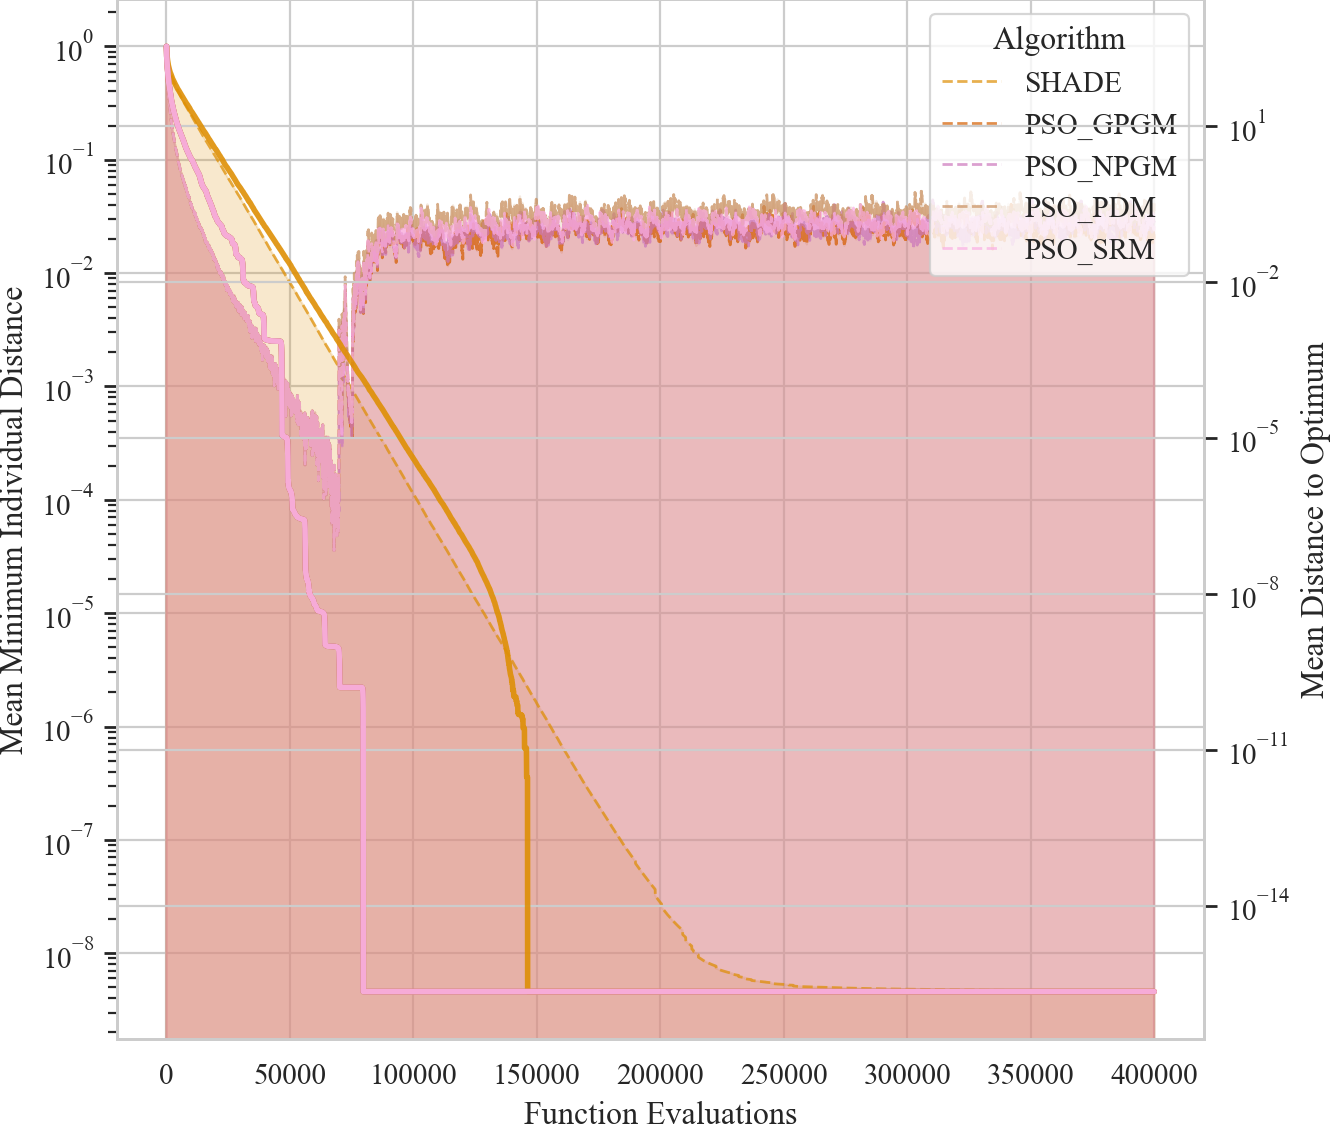 Algorithm
SHADE
PSO_GPGM
PSO_NPGM
PSO_PDM
PSO_SRM
Mean Minimum Individual Distance
10^0
10^−1
10^−2
10^−3
10^−4
10^−5
10^−6
10^−7
10^−8
10^1
10^−2
10^−5
10^−8
10^−11
10^−14
Mean Distance to Optimum
0 50000 100000 150000 200000 250000 300000 350000 400000
Function Evaluations